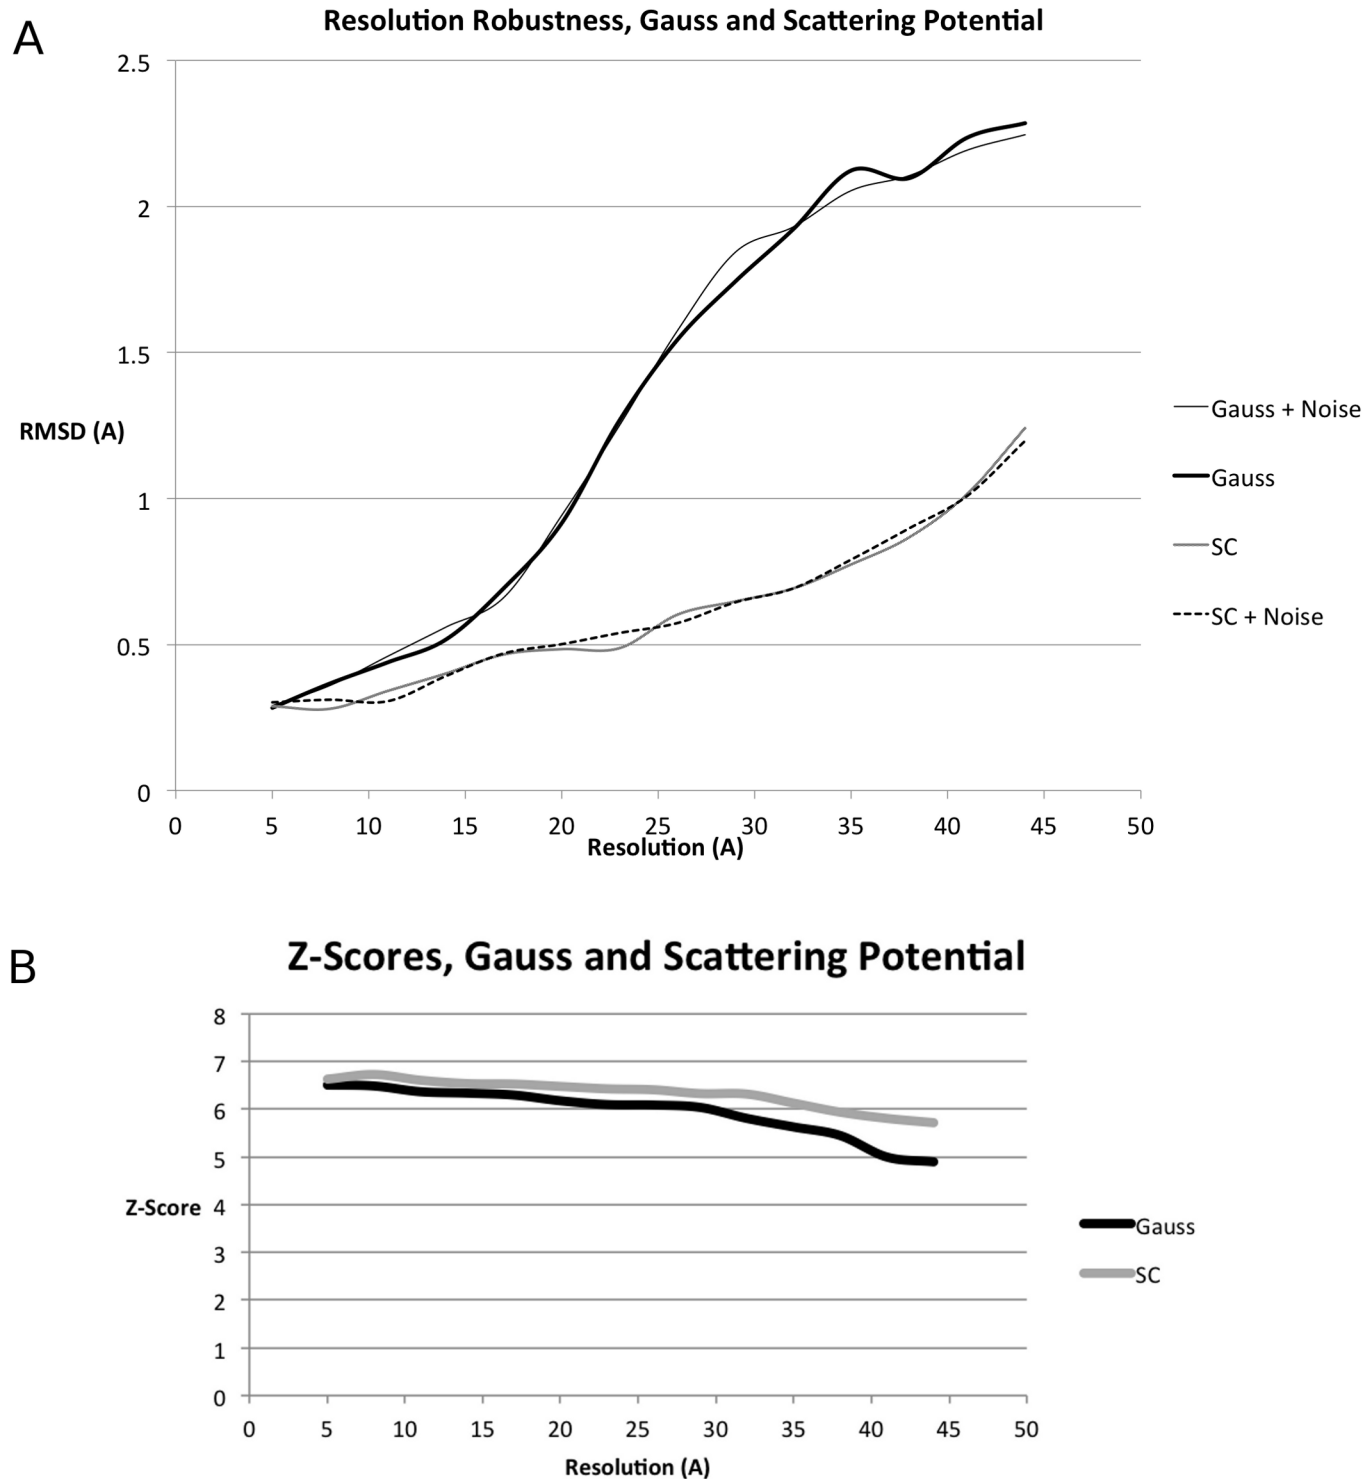 A
Resolution Robustness, Gauss and Scattering Potential
2.5
2
1.5
1
0.5
0
RMSD (A)
0 5 10 15 20 25 30 35 40 45 50
Resolution (A)
Gauss + Noise
Gauss
SC
SC + Noise
B
Z-Scores, Gauss and Scattering Potential
8
7
6
5
Z-Score 4
3
2
1
0
0 5 10 15 20 25 30 35 40 45 50
Resolution (A)
Gauss
SC